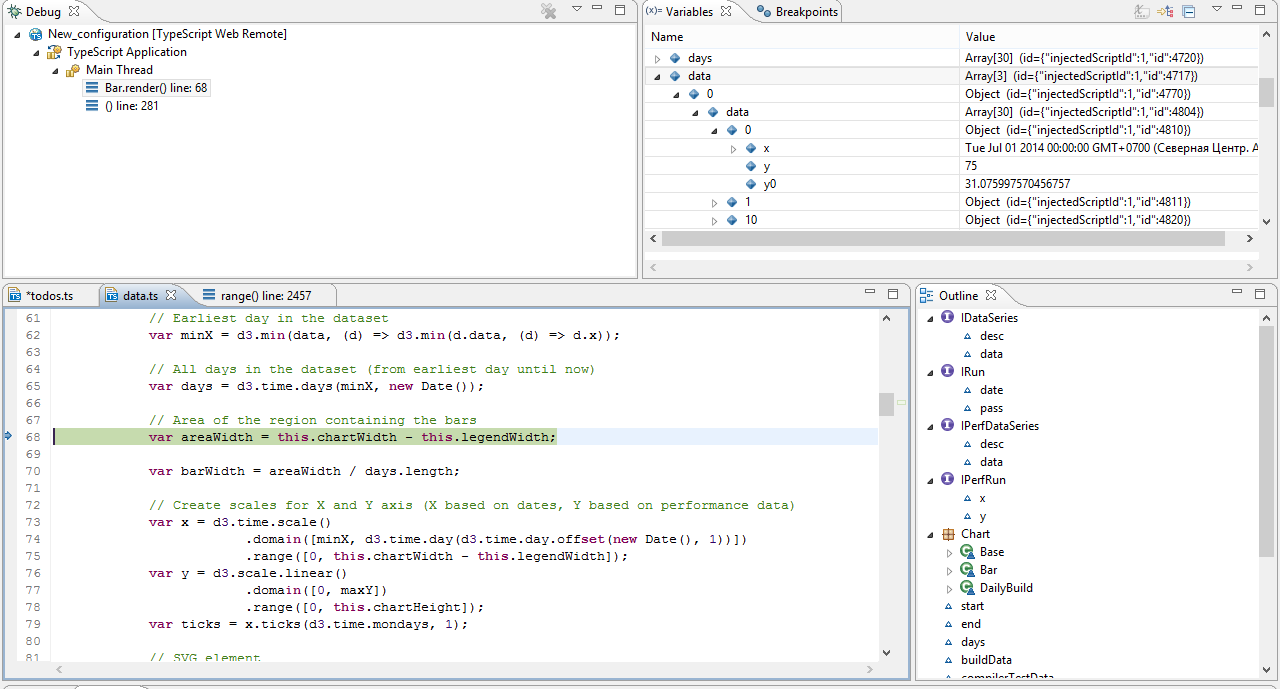 Debug
New_configuration [TypeScript Web Remote]
TypeScript Application
Main Thread
Bar.render() line: 68
() line: 281
(x)= Variables
Breakpoints
Name Value
days Array[30] (id={"injectedScriptId":1,"id":4720})
data Array[3] (id={"injectedScriptId":1,"id":4717})
0 Object (id={"injectedScriptId":1,"id":4770})
data Array[30] (id={"injectedScriptId":1,"id":4804})
0 Object (id={"injectedScriptId":1,"id":4810})
x Tue Jul 01 2014 00:00:00 GMT+0700 (Северная Центр. А
y 75
y0 31.075997570456757
1 Object (id={"injectedScriptId":1,"id":4811})
10 Object (id={"injectedScriptId":1,"id":4820})
*todos.ts
data.ts
range() line: 2457
61 // Earliest day in the dataset
62 var minX = d3.min(data, (d) => d3.min(d.data, (d) => d.x));
63
64 // All days in the dataset (from earliest day until now)
65 var days = d3.time.days(minX, new Date());
66
67 // Area of the region containing the bars
68 var areaWidth = this.chartWidth - this.legendWidth;
69
70 var barWidth = areaWidth / days.length;
71
72 // Create scales for X and Y axis (X based on dates, Y based on performance data)
73 var x = d3.time.scale()
74 .domain([minX, d3.time.day(d3.time.day.offset(new Date(), 1))])
75 .range([0, this.chartWidth - this.legendWidth]);
76 var y = d3.scale.linear()
77 .domain([0, maxY])
78 .range([0, this.chartHeight]);
79 var ticks = x.ticks(d3.time.mondays, 1);
80
81 // SVG element
Outline
IDataSeries
desc
data
IRun
date
pass
IPerfDataSeries
desc
data
IPerfRun
x
y
Chart
Base
Bar
DailyBuild
start
end
days
buildData
compilerTestData